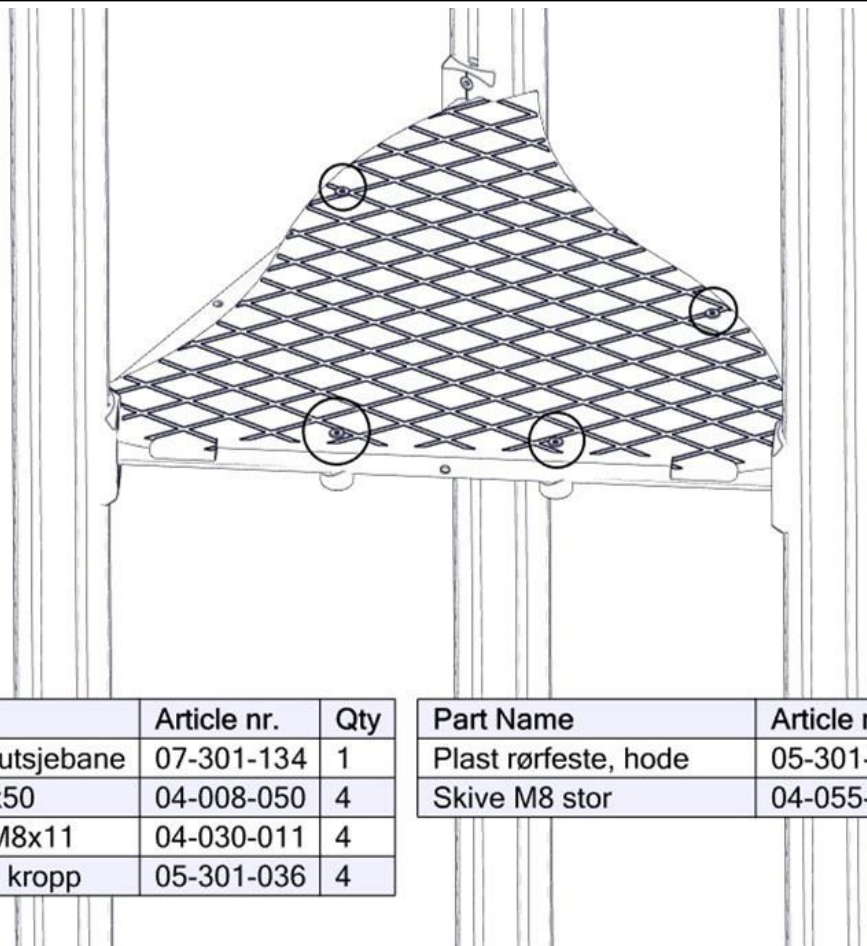 Article nr. Qty
utsjebane 07-301-134 1
x50 04-008-050 4
M8x11 04-030-011 4
kropp 05-301-036 4
Part Name Article
Plast rørfeste, hode 05-301-
Skive M8 stor 04-055-